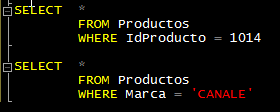 SELECT *
FROM Productos
WHERE IdProducto = 1014
SELECT *
FROM Productos
WHERE Marca = 'CANALE'